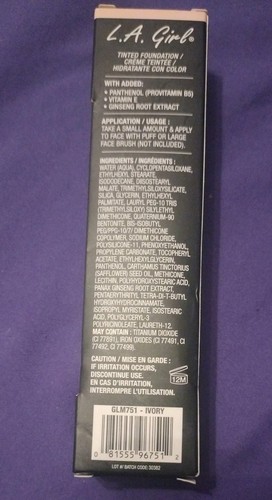 L.A. Girl®
TINTED FOUNDATION /
CRÈME TEINTÉE /
HIDRATANTE CON COLOR
WITH ADDED:
• PANTHENOL (PROVITAMIN B5)
• VITAMIN E
• GINSENG ROOT EXTRACT
APPLICATION / USAGE :
TAKE A SMALL AMOUNT & APPLY
TO FACE WITH PUFF OR LARGE
FACE BRUSH (NOT INCLUDED).
INGREDIENTS / INGRÉDIENTS :
WATER (AQUA), CYCLOPENTASILOXANE,
ETHYLHEXYL STEARATE,
ISODODECANE, DIISOSTEARYL
MALATE, TRIMETHYLSILOXYSILICATE,
SILICA, GLYCERIN, ETHYLHEXYL
PALMITATE, LAURYL PEG-10 TRIS
(TRIMETHYLSILOXY) SILYLETHYL
DIMETHICONE, QUATERNIUM-90
BENTONITE, BIS-ISOBUTYL
PEG/PPG-10/7/ DIMETHICONE
COPOLYMER, SODIUM CHLORIDE,
POLYSILICONE-11, PHENOXYETHANOL,
PROPYLENE CARBONATE, TOCOPHERYL
ACETATE, ETHYLHEXYLGLYCERIN,
PANTHENOL, CARTHAMUS TINCTORIUS
(SAFFLOWER) SEED OIL, METHICONE,
LECITHIN, POLYHYDROXYSTEARIC ACID,
PANAX GINSENG ROOT EXTRACT,
PENTAERYTHRITYL TETRA-DI-T-BUTYL
HYDROXYHYDROCINNAMATE,
ISOPROPYL MYRISTATE, ISOSTEARIC
ACID, POLYGLYCERYL-3
POLYRICINOLEATE, LAURETH-12.
MAY CONTAIN : TITANIUM DIOXIDE
(CI 77891), IRON OXIDES (CI 77491, CI
77492, CI 77499).
CAUTION / MISE EN GARDE :
IF IRRITATION OCCURS,
DISCONTINUE USE.
EN CAS D'IRRITATION,
INTERROMPRE L'UTILISATION.
12M
GLM751 - IVORY
0 81555 96751 2
LOT #/ BATCH CODE: 20382